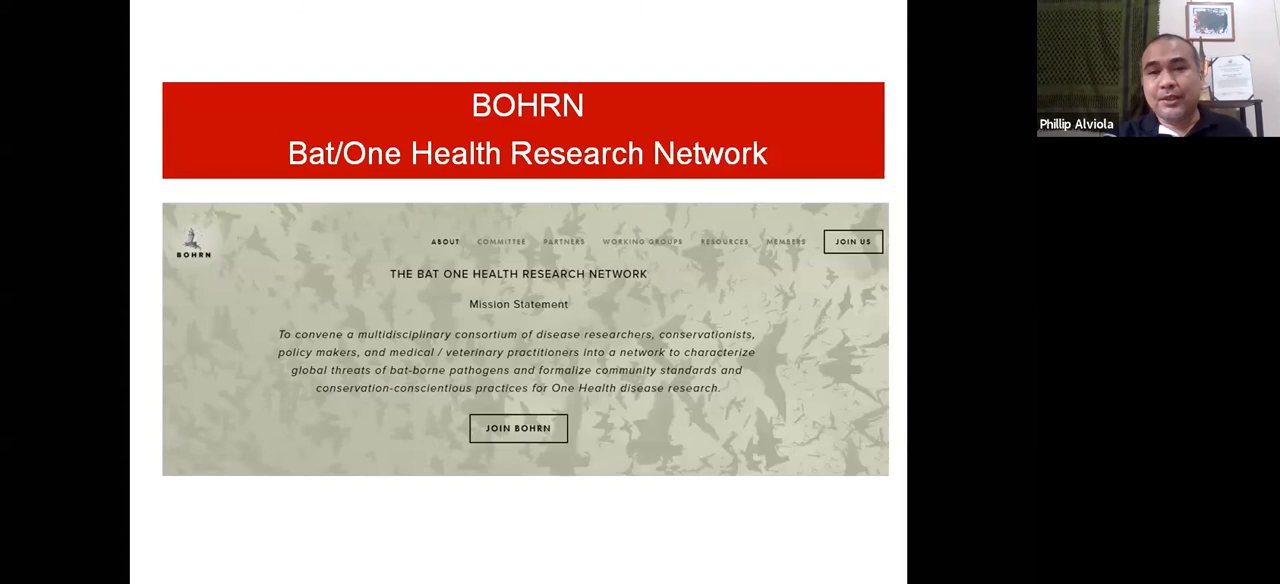 BOHRN
Bat/One Health Research Network
BOHRN
ABOUT COMMITTEE PARTNERS WORKING GROUPS RESOURCES MEMBERS JOIN US
THE BAT ONE HEALTH RESEARCH NETWORK
Mission Statement
To convene a multidisciplinary consortium of disease researchers, conservationists,
policy makers, and medical / veterinary practitioners into a network to characterize
global threats of bat-borne pathogens and formalize community standards and
conservation-conscientious practices for One Health disease research.
JOIN BOHRN
Phillip Alviola